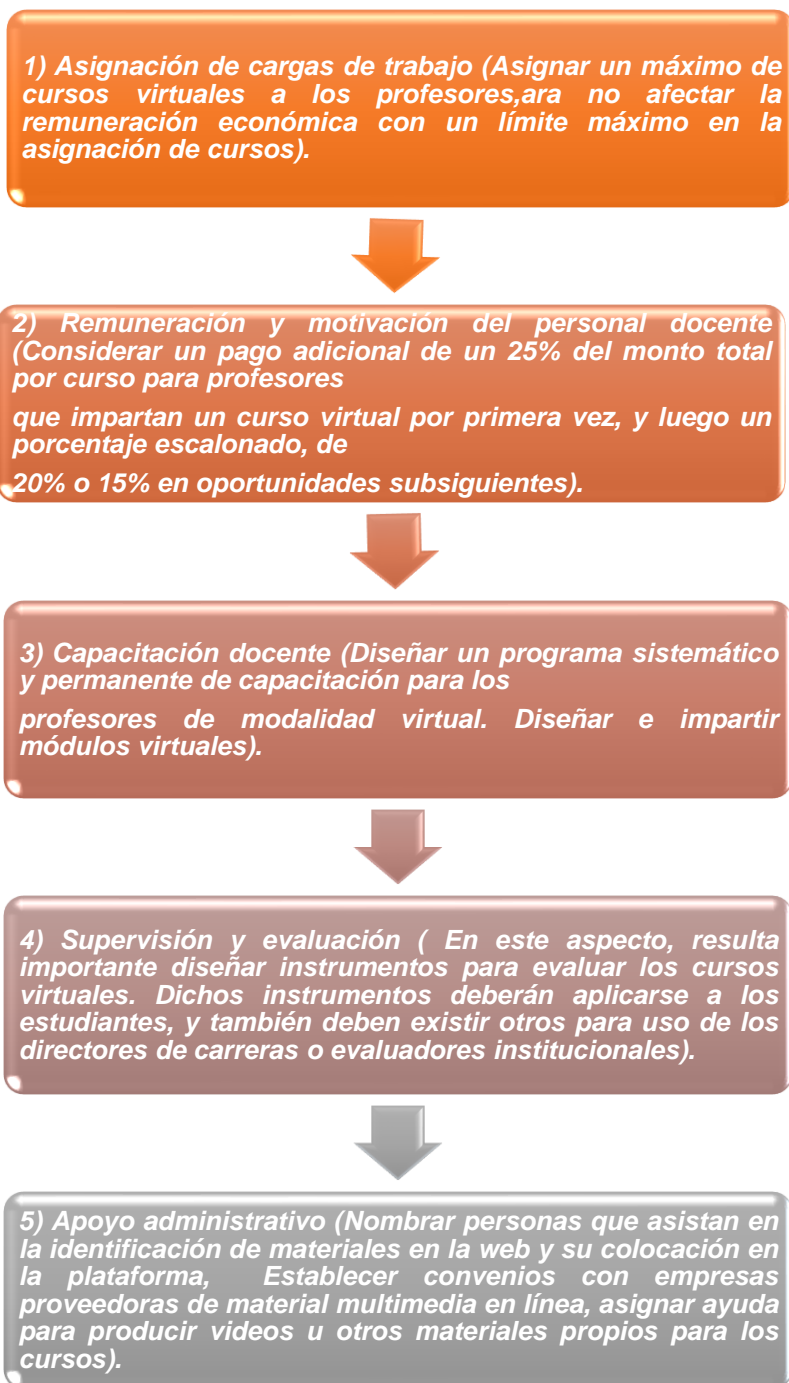 1) Asignación de cargas de trabajo (Asignar un máximo de
cursos virtuales a los profesores,ara no afectar la
remuneración económica con un límite máximo en la
asignación de cursos).
2) Remuneración y motivación del personal docente
(Considerar un pago adicional de un 25% del monto total
por curso para profesores
que impartan un curso virtual por primera vez, y luego un
porcentaje escalonado, de
20% o 15% en oportunidades subsiguientes).
3) Capacitación docente (Diseñar un programa sistemático
y permanente de capacitación para los
profesores de modalidad virtual. Diseñar e impartir
módulos virtuales).
4) Supervisión y evaluación ( En este aspecto, resulta
importante diseñar instrumentos para evaluar los cursos
virtuales. Dichos instrumentos deberán aplicarse a los
estudiantes, y también deben existir otros para uso de los
directores de carreras o evaluadores institucionales).
5) Apoyo administrativo (Nombrar personas que asistan en
la identificación de materiales en la web y su colocación en
la plataforma, Establecer convenios con empresas
proveedoras de material multimedia en línea, asignar ayuda
para producir videos u otros materiales propios para los
cursos).